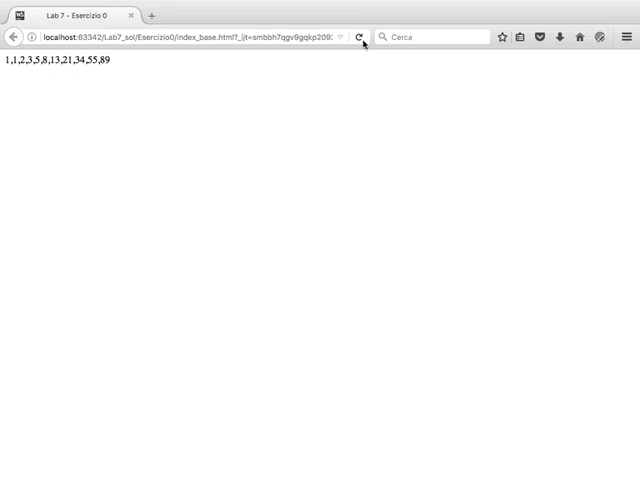 WS
Lab 7 - Esercizio 0
localhost:63342/Lab7_sol/Esercizio0/index_base.html?_ijt=smbbh7qgv9gqkp209
Cerca
1,1,2,3,5,8,13,21,34,55,89